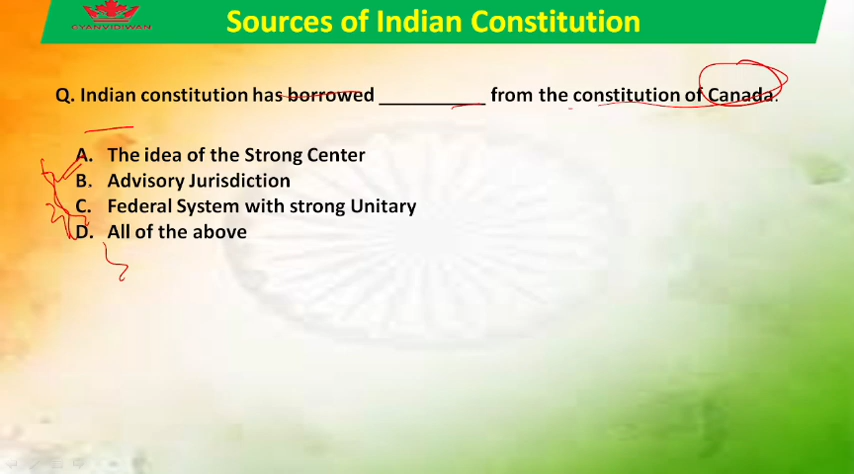 GYANVIDWAN
Sources of Indian Constitution
Q. Indian constitution has borrowed __________ from the constitution of Canada.
A. The idea of the Strong Center
B. Advisory Jurisdiction
C. Federal System with strong Unitary
D. All of the above